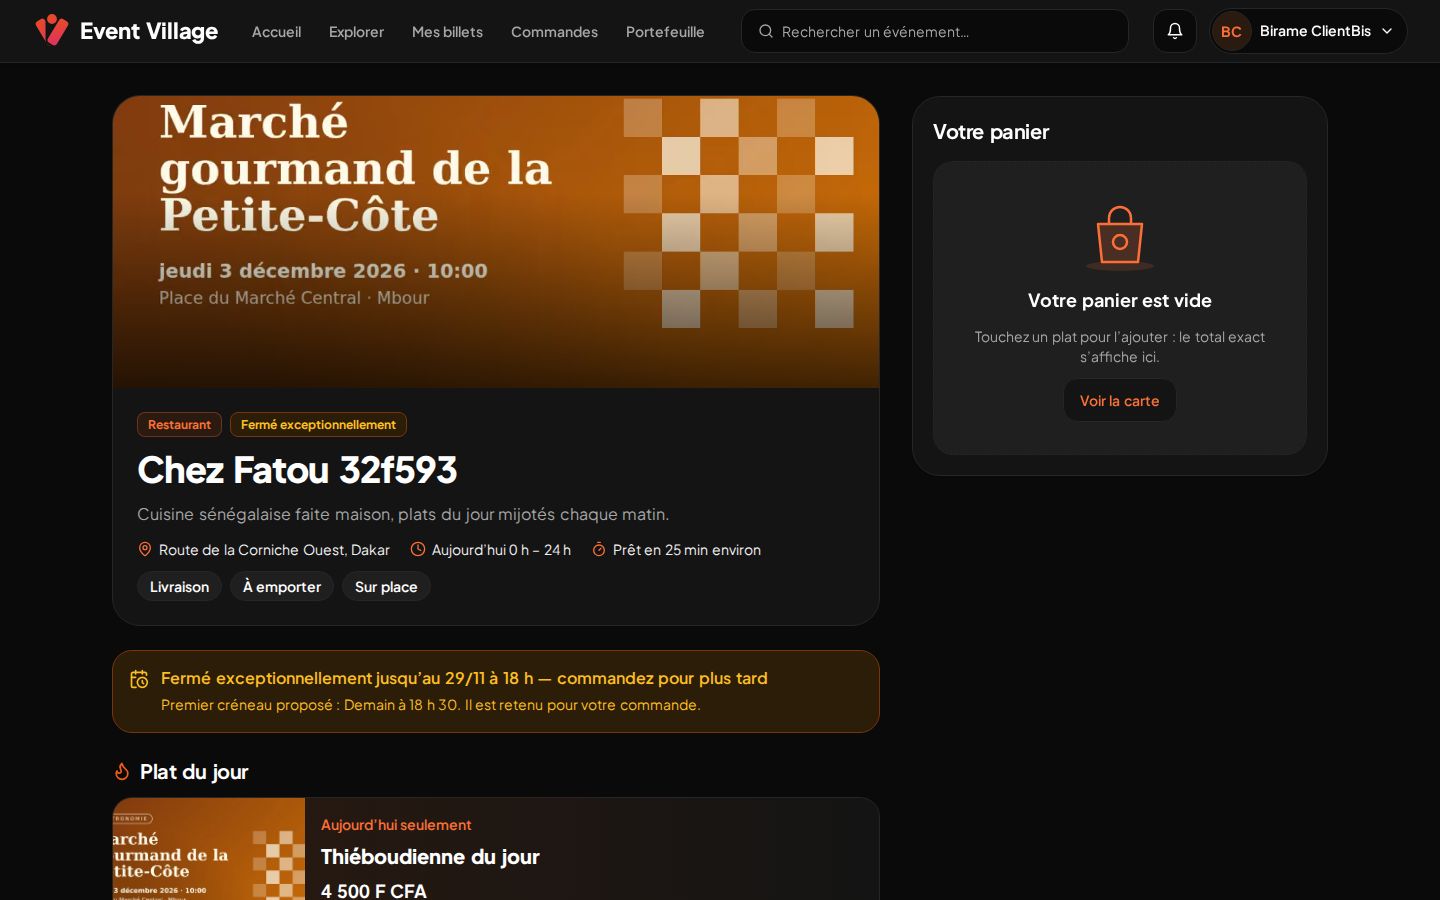 Event Village
Accueil
Explorer
Mes billets
Commandes
Portefeuille
Rechercher un événement…
BC
Birame ClientBis
Marché
gourmand de la
Petite-Côte
jeudi 3 décembre 2026 · 10:00
Place du Marché Central · Mbour
Restaurant
Fermé exceptionnellement
Chez Fatou 32f593
Cuisine sénégalaise faite maison, plats du jour mijotés chaque matin.
Route de la Corniche Ouest, Dakar
Aujourd’hui 0 h – 24 h
Prêt en 25 min environ
Livraison
À emporter
Sur place
Fermé exceptionnellement jusqu’au 29/11 à 18 h — commandez pour plus tard
Premier créneau proposé : Demain à 18 h 30. Il est retenu pour votre commande.
Plat du jour
arché
urmand de la
tite-Côte
3 décembre 2026 · 10:00
Aujourd’hui seulement
Thiéboudienne du jour
4 500 F CFA
Votre panier
Votre panier est vide
Touchez un plat pour l’ajouter : le total exact
s’affiche ici.
Voir la carte